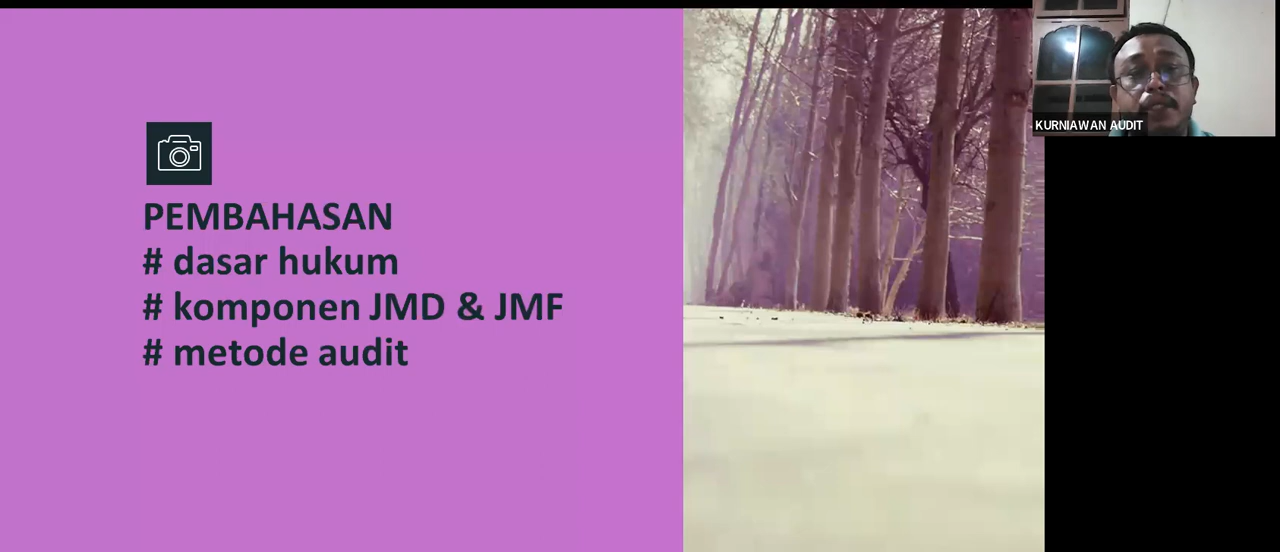 PEMBAHASAN
# dasar hukum
# komponen JMD & JMF
# metode audit
KURNIAWAN AUDIT